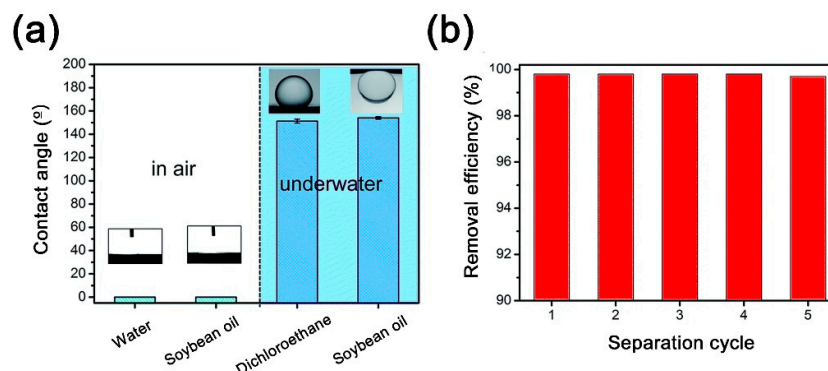 (a)
Contact angle (º)
200
180
160
140
120
100
80
60
40
20
0
in air
underwater
Water
Soybean oil
Dichloroethane
Soybean oil
(b)
Removal efficiency (%)
100
98
96
94
92
90
1
2
3
4
5
Separation cycle